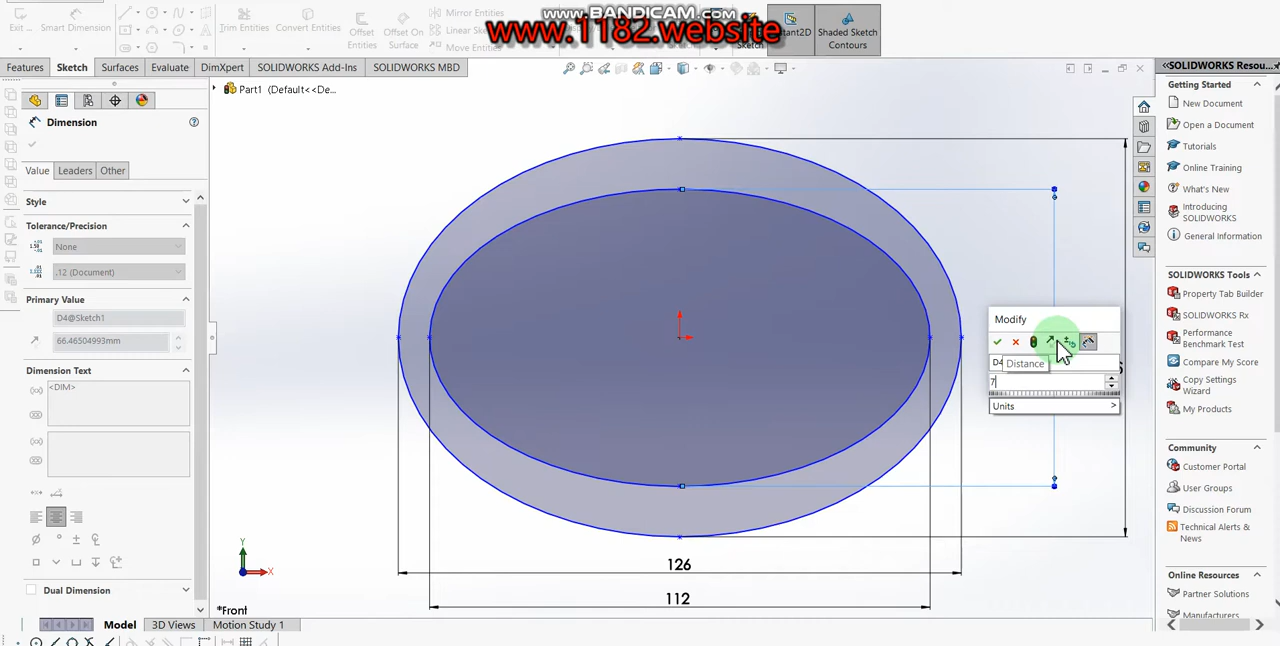 www.BANDICAM.com
www.1182.website
Exit ...
Smart Dimension
Trim Entities
Convert Entities
Offset Entities
Offset On Surface
Mirror Entities
Linear Sk
Move Entities
Sketch
tant2D
Shaded Sketch Contours
Features
Sketch
Surfaces
Evaluate
DimXpert
SOLIDWORKS Add-Ins
SOLIDWORKS MBD
Part1 (Default<<De...
Dimension
Value
Leaders
Other
Style
Tolerance/Precision
None
.12 (Document)
Primary Value
D4@Sketch1
66.46504993mm
Dimension Text
<DIM>
Dual Dimension
Modify
D4
Distance
7
Units
126
112
Y
X
*Front
Model
3D Views
Motion Study 1
SOLIDWORKS Resou...
Getting Started
New Document
Open a Document
Tutorials
Online Training
What's New
Introducing SOLIDWORKS
General Information
SOLIDWORKS Tools
Property Tab Builder
SOLIDWORKS Rx
Performance Benchmark Test
Compare My Score
Copy Settings Wizard
My Products
Community
Customer Portal
User Groups
Discussion Forum
Technical Alerts & News
Online Resources
Partner Solutions
Manufacturers